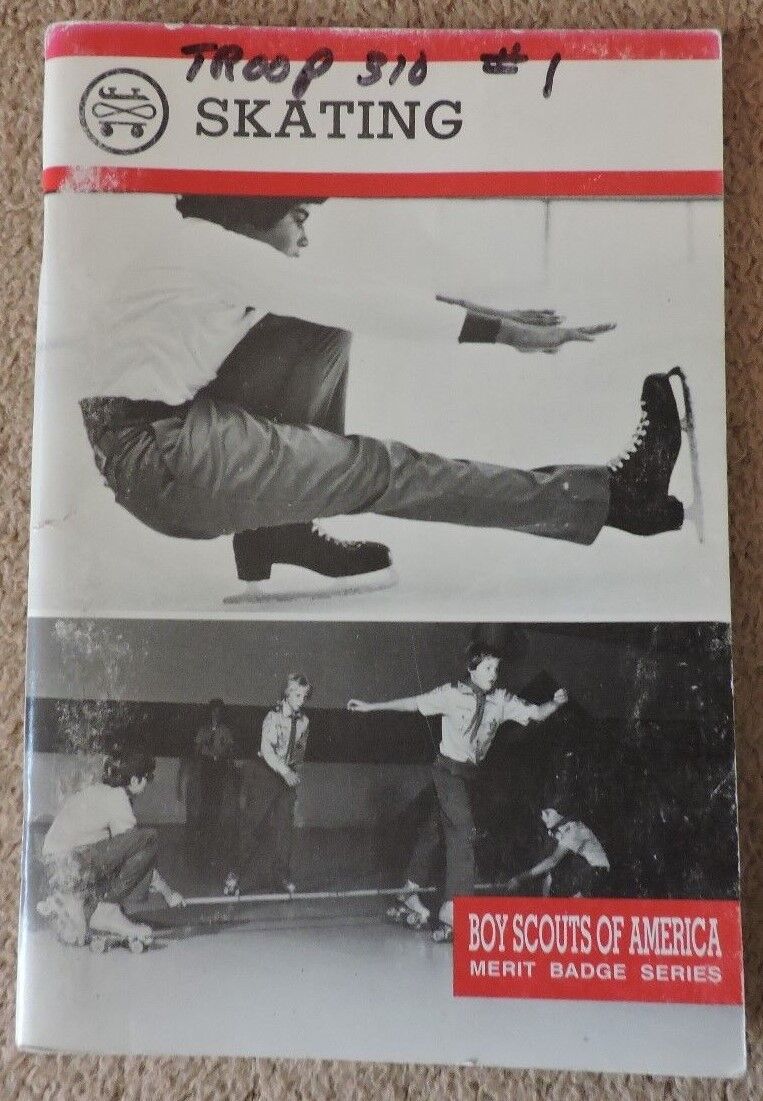 TROOP 310 #1
SKATING
BOY SCOUTS OF AMERICA
MERIT BADGE SERIES